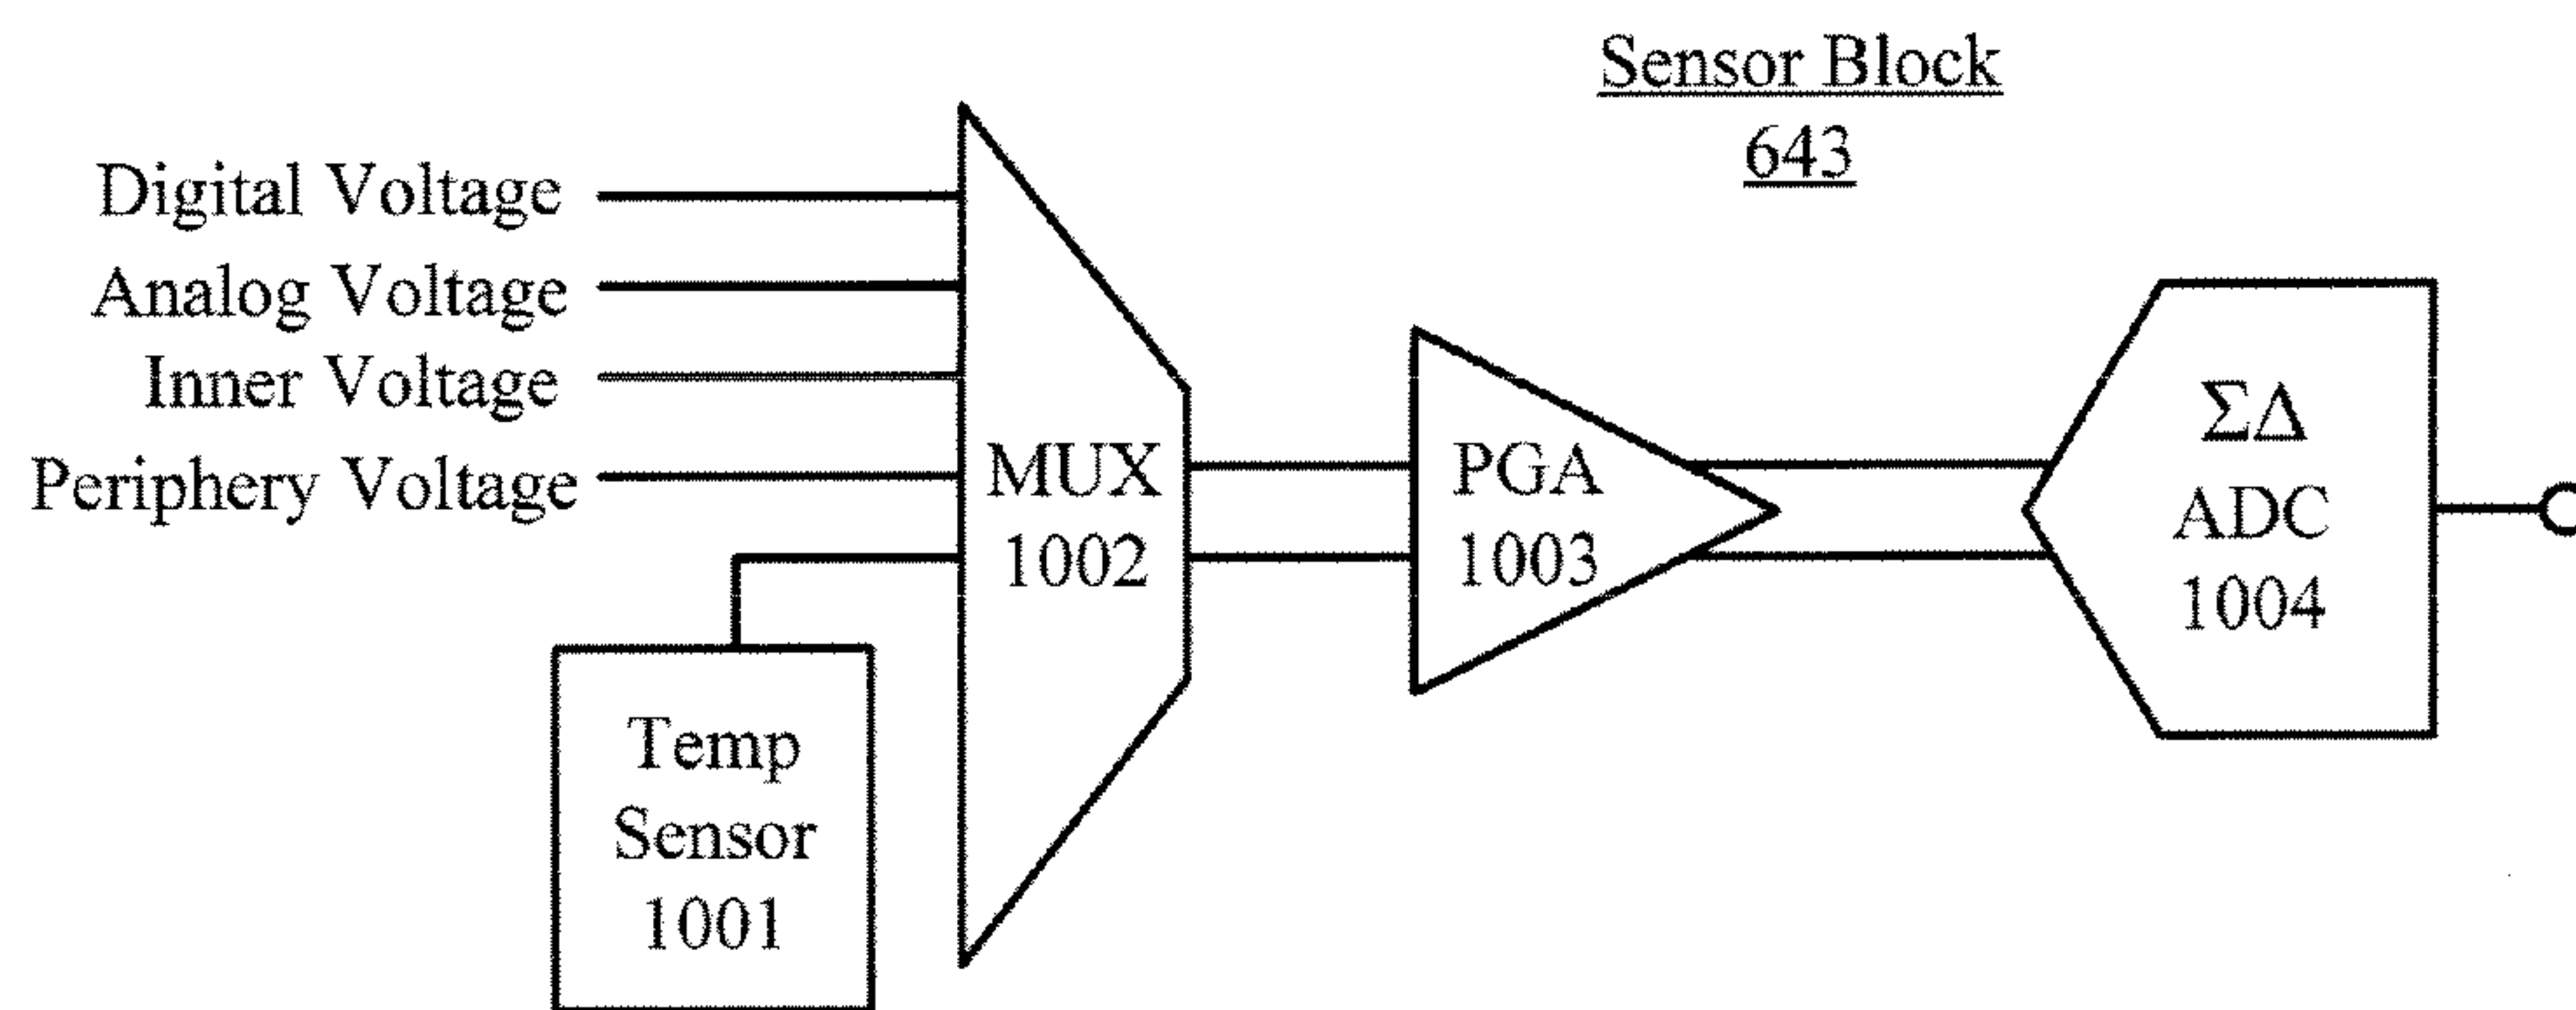 Sensor Block
643
Digital Voltage
Analog Voltage
Inner Voltage
Periphery Voltage
MUX
1002
PGA
1003
ΣΔ
ADC
1004
Temp
Sensor
1001